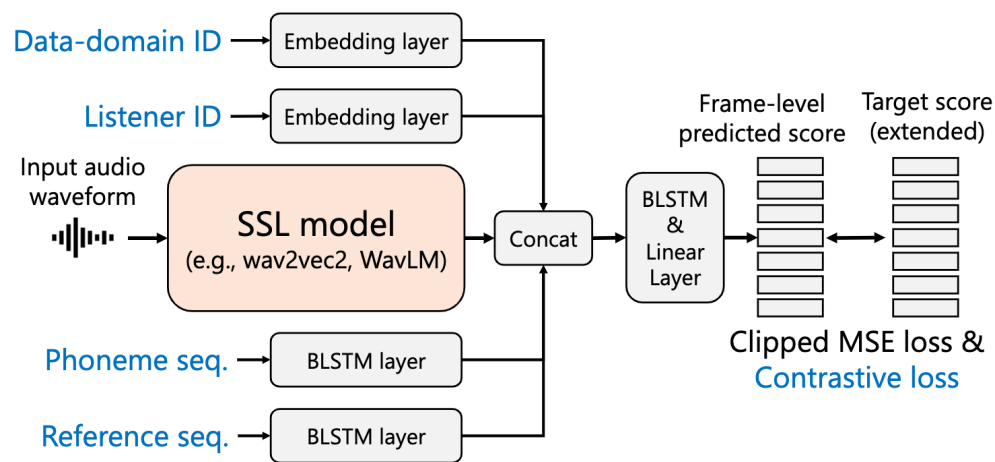 Data-domain ID
Embedding layer
Listener ID
Embedding layer
Input audio
waveform
SSL model
(e.g., wav2vec2, WavLM)
Phoneme seq.
BLSTM layer
Reference seq.
BLSTM layer
Concat
BLSTM
&
Linear
Layer
Frame-level
predicted score
Target score
(extended)
Clipped MSE loss &
Contrastive loss